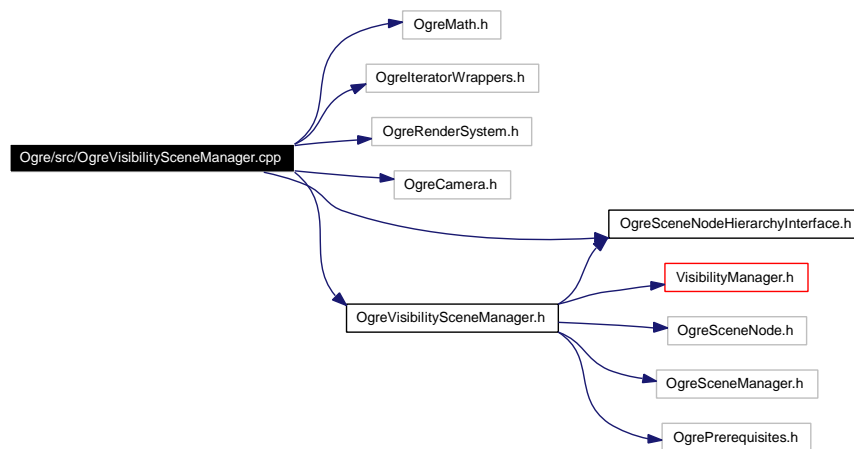 OgreMath.h
OgreIteratorWrappers.h
OgreRenderSystem.h
Ogre/src/OgreVisibilitySceneManager.cpp
OgreCamera.h
OgreSceneNodeHierarchyInterface.h
VisibilityManager.h
OgreVisibilitySceneManager.h
OgreSceneNode.h
OgreSceneManager.h
OgrePrerequisites.h